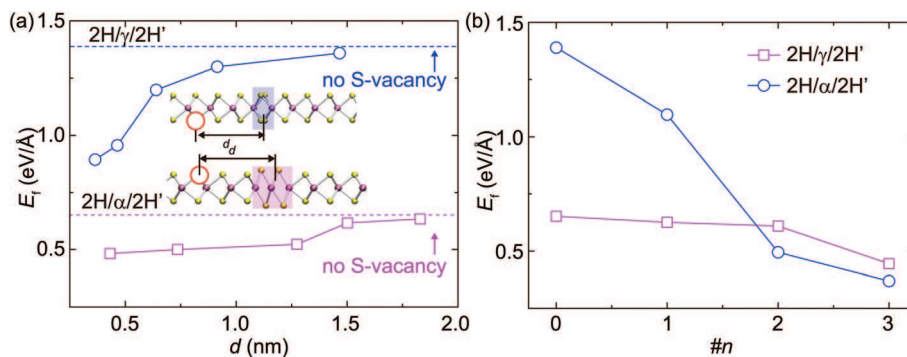 (a)
1.5
1.0
0.5
E_f (eV/Å)
2H/γ/2H'
no S-vacancy
d_d
2H/α/2H'
no S-vacancy
0.5 1.0 1.5 2.0
d (nm)
(b)
1.5
1.0
0.5
E_f (eV/Å)
2H/γ/2H'
2H/α/2H'
0 1 2 3
#n